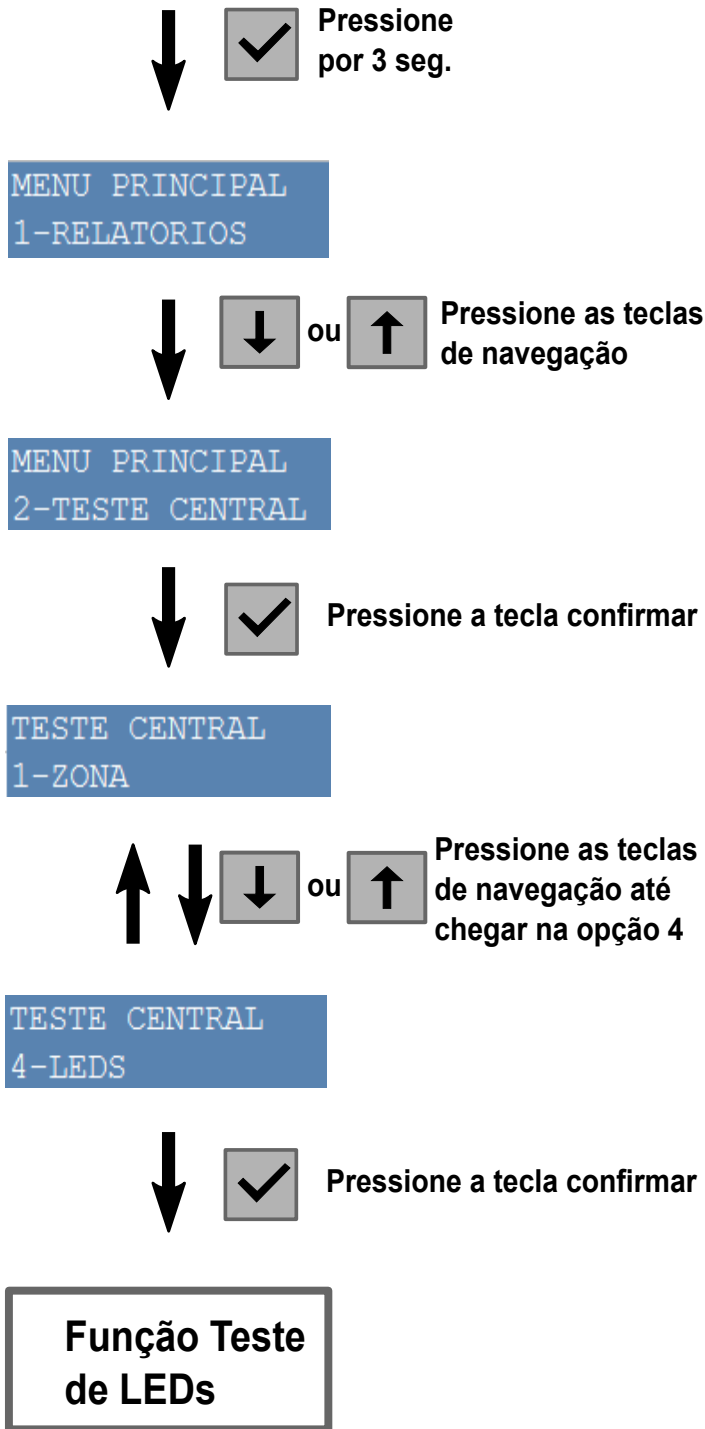 Pressione
por 3 seg.
MENU PRINCIPAL
1-RELATORIOS
ou
Pressione as teclas
de navegação
MENU PRINCIPAL
2-TESTE CENTRAL
Pressione a tecla confirmar
TESTE CENTRAL
1-ZONA
ou
Pressione as teclas
de navegação até
chegar na opção 4
TESTE CENTRAL
4-LEDS
Pressione a tecla confirmar
Função Teste
de LEDs